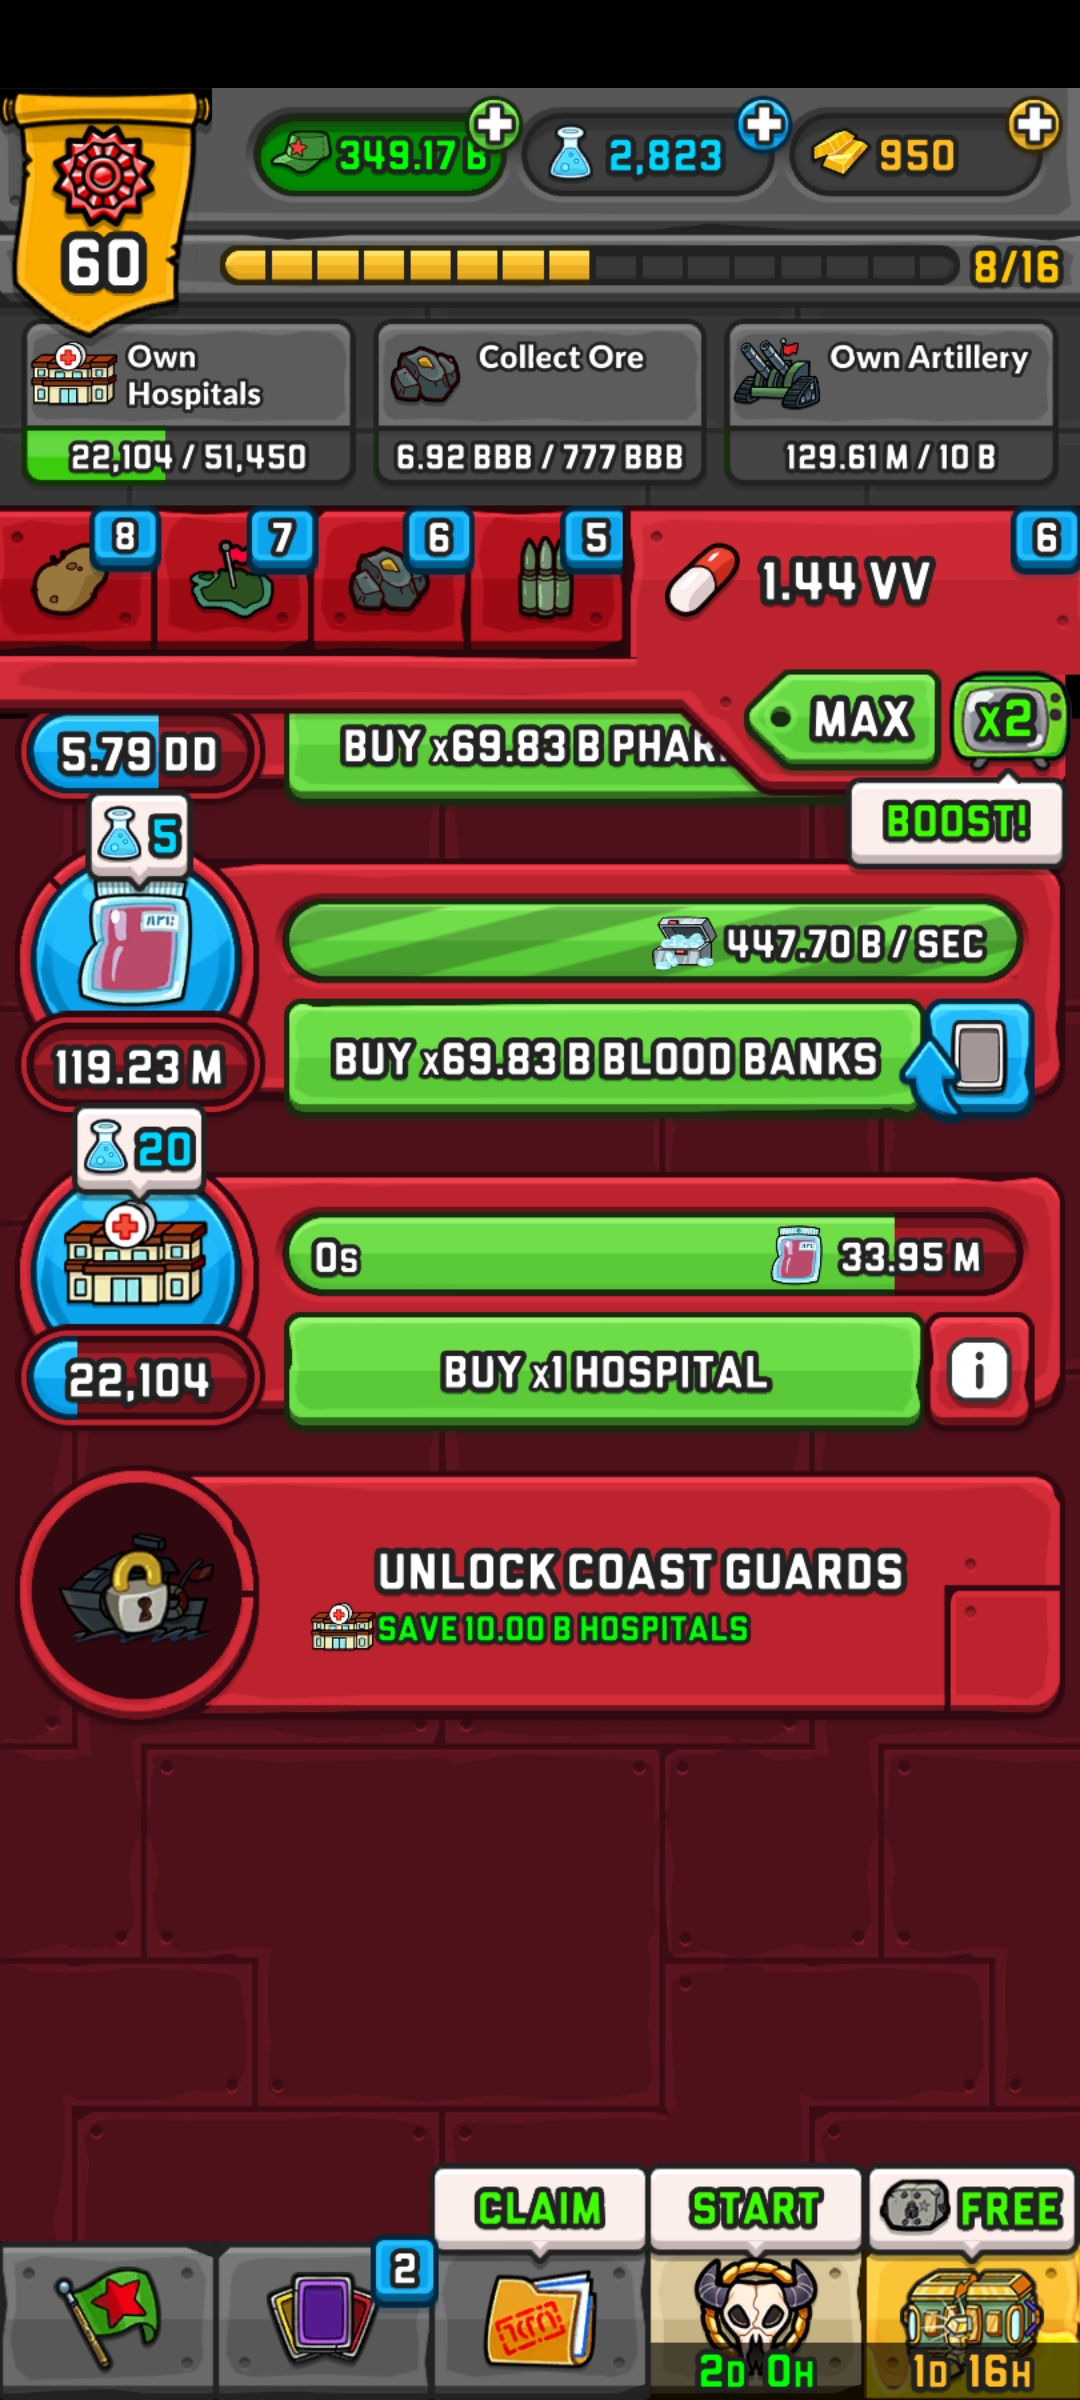 349.17 B
2,823
950
60
8/16
Own
Hospitals
22,104 / 51,450
Collect Ore
6.92 BBB / 777 BBB
Own Artillery
129.61 M / 10 B
8
7
6
5
6
1.44 VV
MAX
x2
BOOST!
5.79 DD
BUY x69.83 B PHAR
5
447.70 B / SEC
119.23 M
BUY x69.83 B BLOOD BANKS
20
0s
33.95 M
22,104
BUY x1 HOSPITAL
i
UNLOCK COAST GUARDS
SAVE 10.00 B HOSPITALS
CLAIM
START
FREE
2
2D 0H
1D 16H